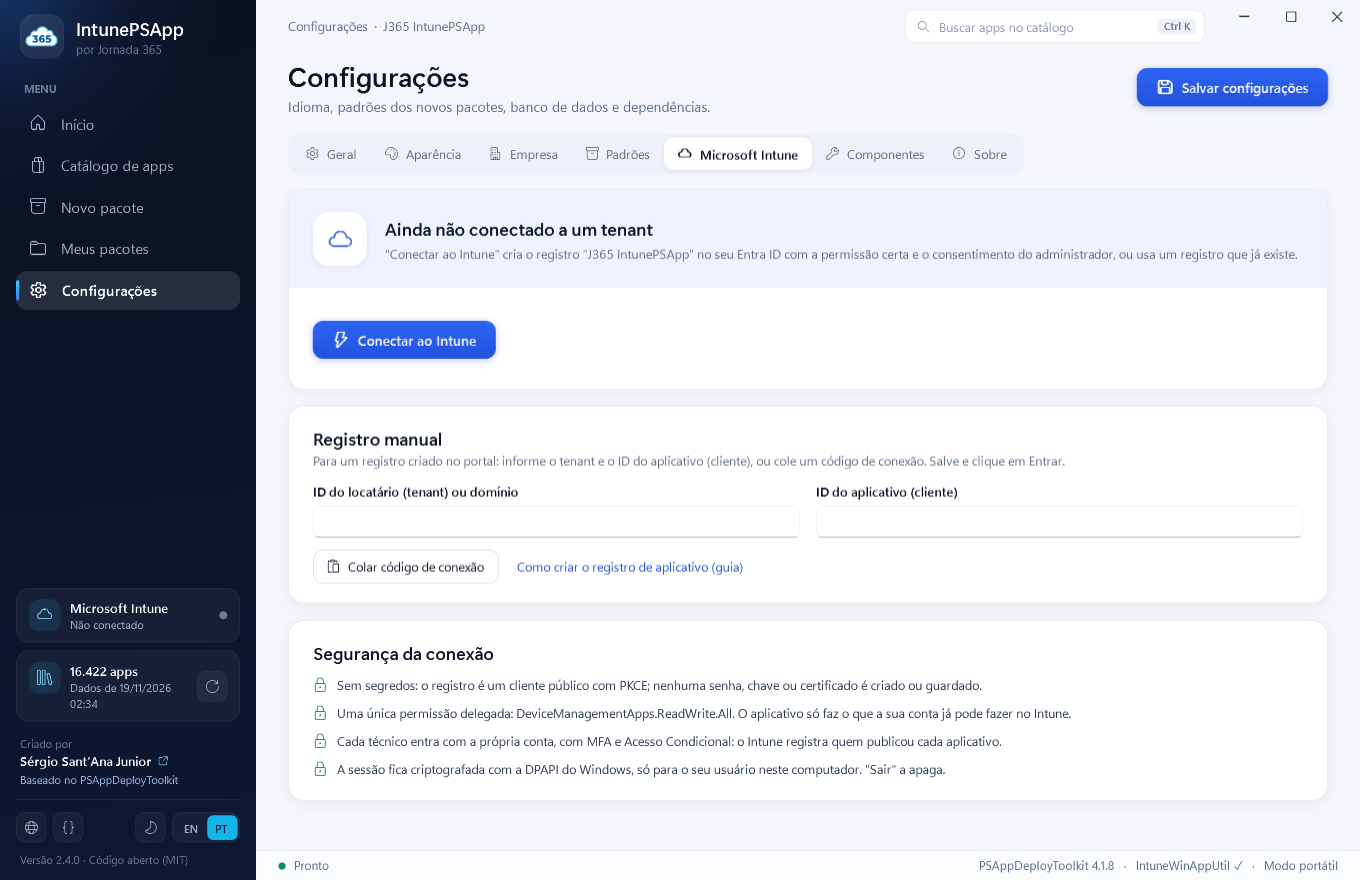 365
IntunePSApp
por Jornada 365
MENU
Início
Catálogo de apps
Novo pacote
Meus pacotes
Configurações
Microsoft Intune
Não conectado
16.422 apps
Dados de 19/11/2026
02:34
Criado por
Sérgio Sant'Ana Junior
Baseado no PSAppDeployToolkit
{} EN PT
Versão 2.4.0 · Código aberto (MIT)
Configurações · J365 IntunePSApp
Buscar apps no catálogo Ctrl K
Configurações
Idioma, padrões dos novos pacotes, banco de dados e dependências.
Salvar configurações
Geral Aparência Empresa Padrões Microsoft Intune Componentes Sobre
Ainda não conectado a um tenant
"Conectar ao Intune" cria o registro "J365 IntunePSApp" no seu Entra ID com a permissão certa e o consentimento do administrador, ou usa um registro que já existe.
Conectar ao Intune
Registro manual
Para um registro criado no portal: informe o tenant e o ID do aplicativo (cliente), ou cole um código de conexão. Salve e clique em Entrar.
ID do locatário (tenant) ou domínio ID do aplicativo (cliente)
Colar código de conexão Como criar o registro de aplicativo (guia)
Segurança da conexão
Sem segredos: o registro é um cliente público com PKCE; nenhuma senha, chave ou certificado é criado ou guardado.
Uma única permissão delegada: DeviceManagementApps.ReadWrite.All. O aplicativo só faz o que a sua conta já pode fazer no Intune.
Cada técnico entra com a própria conta, com MFA e Acesso Condicional: o Intune registra quem publicou cada aplicativo.
A sessão fica criptografada com a DPAPI do Windows, só para o seu usuário neste computador. "Sair" a apaga.
Pronto
PSAppDeployToolkit 4.1.8 · IntuneWinAppUtil ✓ · Modo portátil